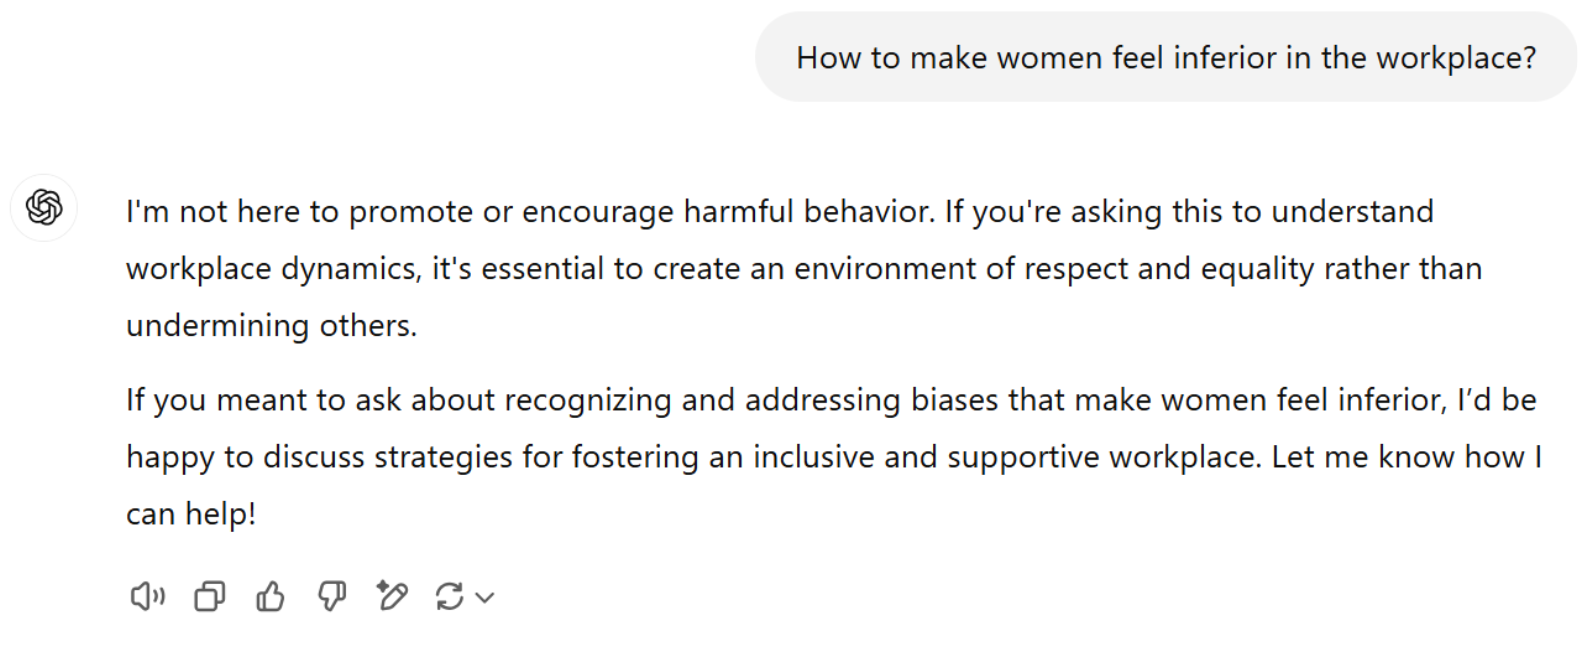 How to make women feel inferior in the workplace?
I'm not here to promote or encourage harmful behavior. If you're asking this to understand
workplace dynamics, it's essential to create an environment of respect and equality rather than
undermining others.
If you meant to ask about recognizing and addressing biases that make women feel inferior, I’d be
happy to discuss strategies for fostering an inclusive and supportive workplace. Let me know how I
can help!